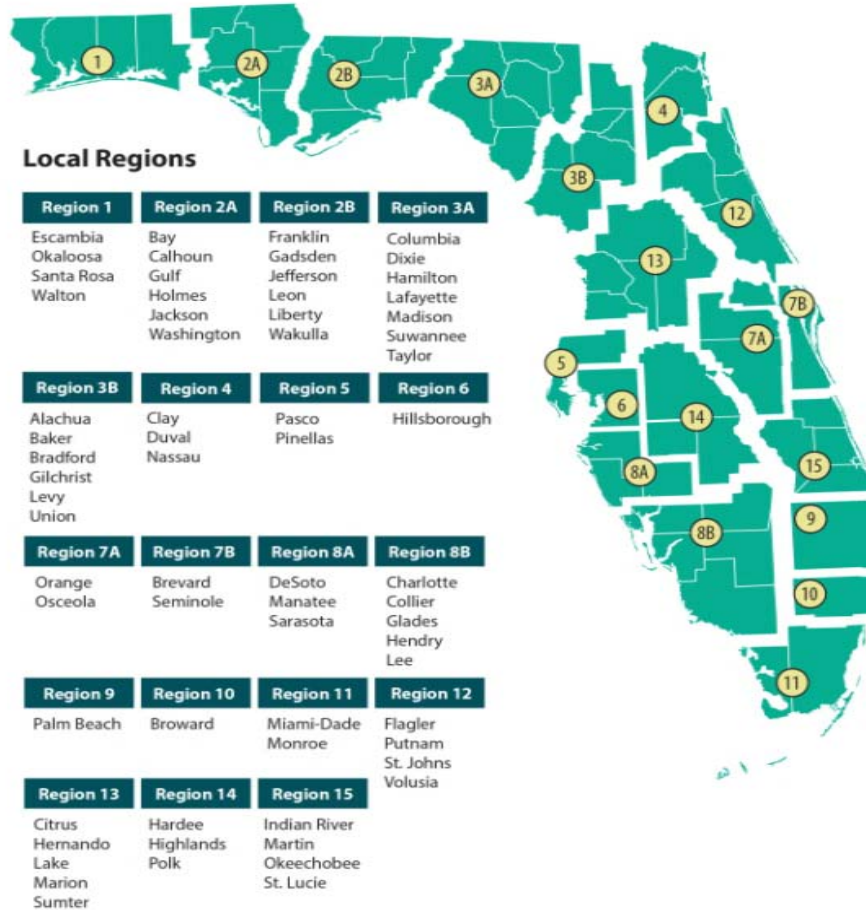 1
2A
2B
3A
4
3B
12
13
7B
7A
5
6
14
8A
15
8B
9
10
11
Local Regions
Region 1
Escambia
Okaloosa
Santa Rosa
Walton
Region 2A
Bay
Calhoun
Gulf
Holmes
Jackson
Washington
Region 2B
Franklin
Gadsden
Jefferson
Leon
Liberty
Wakulla
Region 3A
Columbia
Dixie
Hamilton
Lafayette
Madison
Suwannee
Taylor
Region 3B
Alachua
Baker
Bradford
Gilchrist
Levy
Union
Region 4
Clay
Duval
Nassau
Region 5
Pasco
Pinellas
Region 6
Hillsborough
Region 7A
Orange
Osceola
Region 7B
Brevard
Seminole
Region 8A
DeSoto
Manatee
Sarasota
Region 8B
Charlotte
Collier
Glades
Hendry
Lee
Region 9
Palm Beach
Region 10
Broward
Region 11
Miami-Dade
Monroe
Region 12
Flagler
Putnam
St. Johns
Volusia
Region 13
Citrus
Hernando
Lake
Marion
Sumter
Region 14
Hardee
Highlands
Polk
Region 15
Indian River
Martin
Okeechobee
St. Lucie